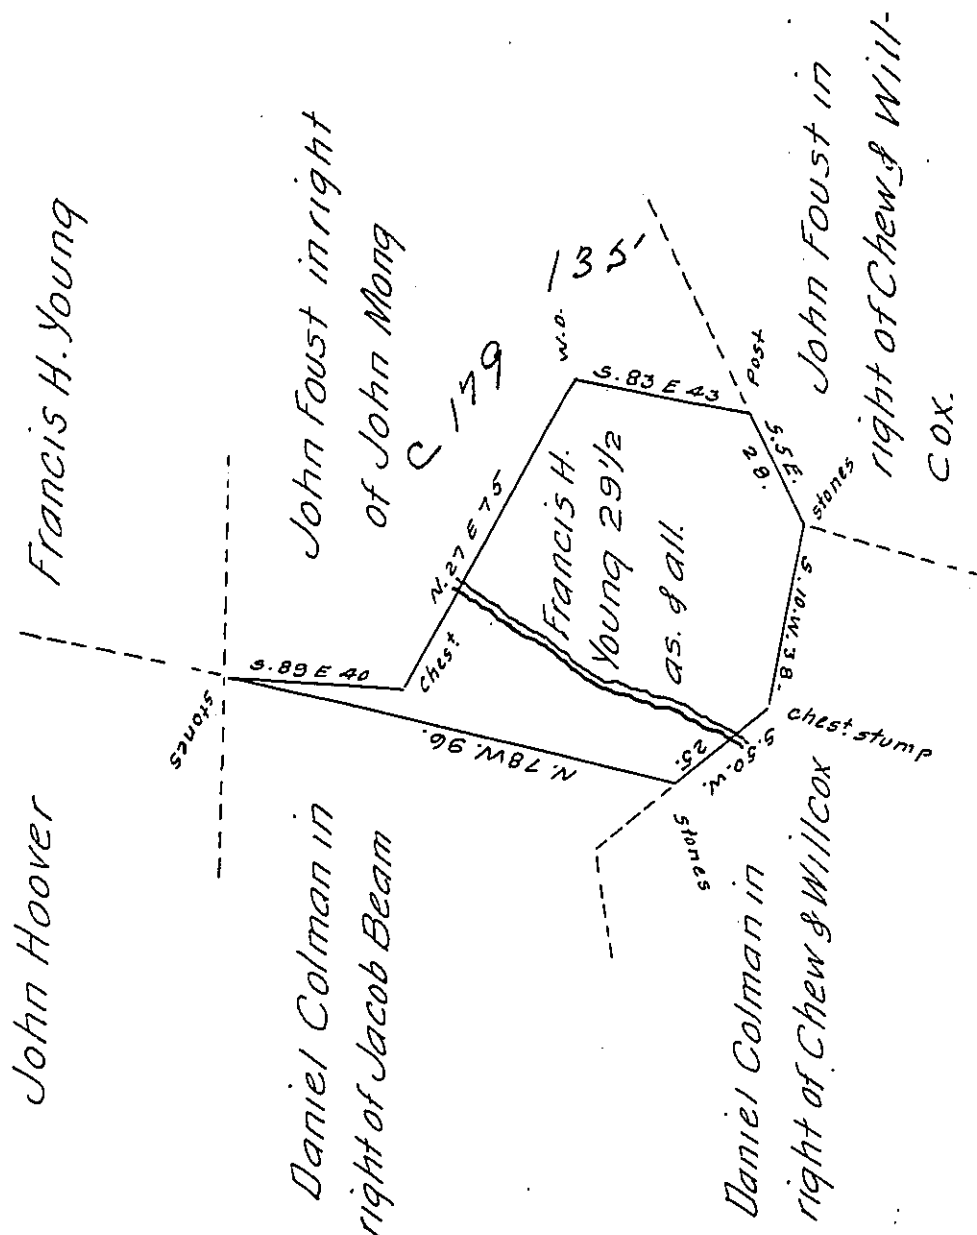 Francis H. Young
John Hoover
John Foust in right
of John Mong
C 179
135
Daniel Colman in
right of Jacob Beam
S. 89 E 40
stones
chest.
N. 27 E 75
W.O.
S. 83 E 43
Post
S. 5 E.
28.
stones
S. 10. W. 38.
chest. stump
S. 50. W.
25.
stones
N. 78 W. 96.
Francis H.
Young 29 1/2
as. & all.
John Foust in
right of Chew & Will-
cox.
Daniel Colman in
right of Chew & Willcox